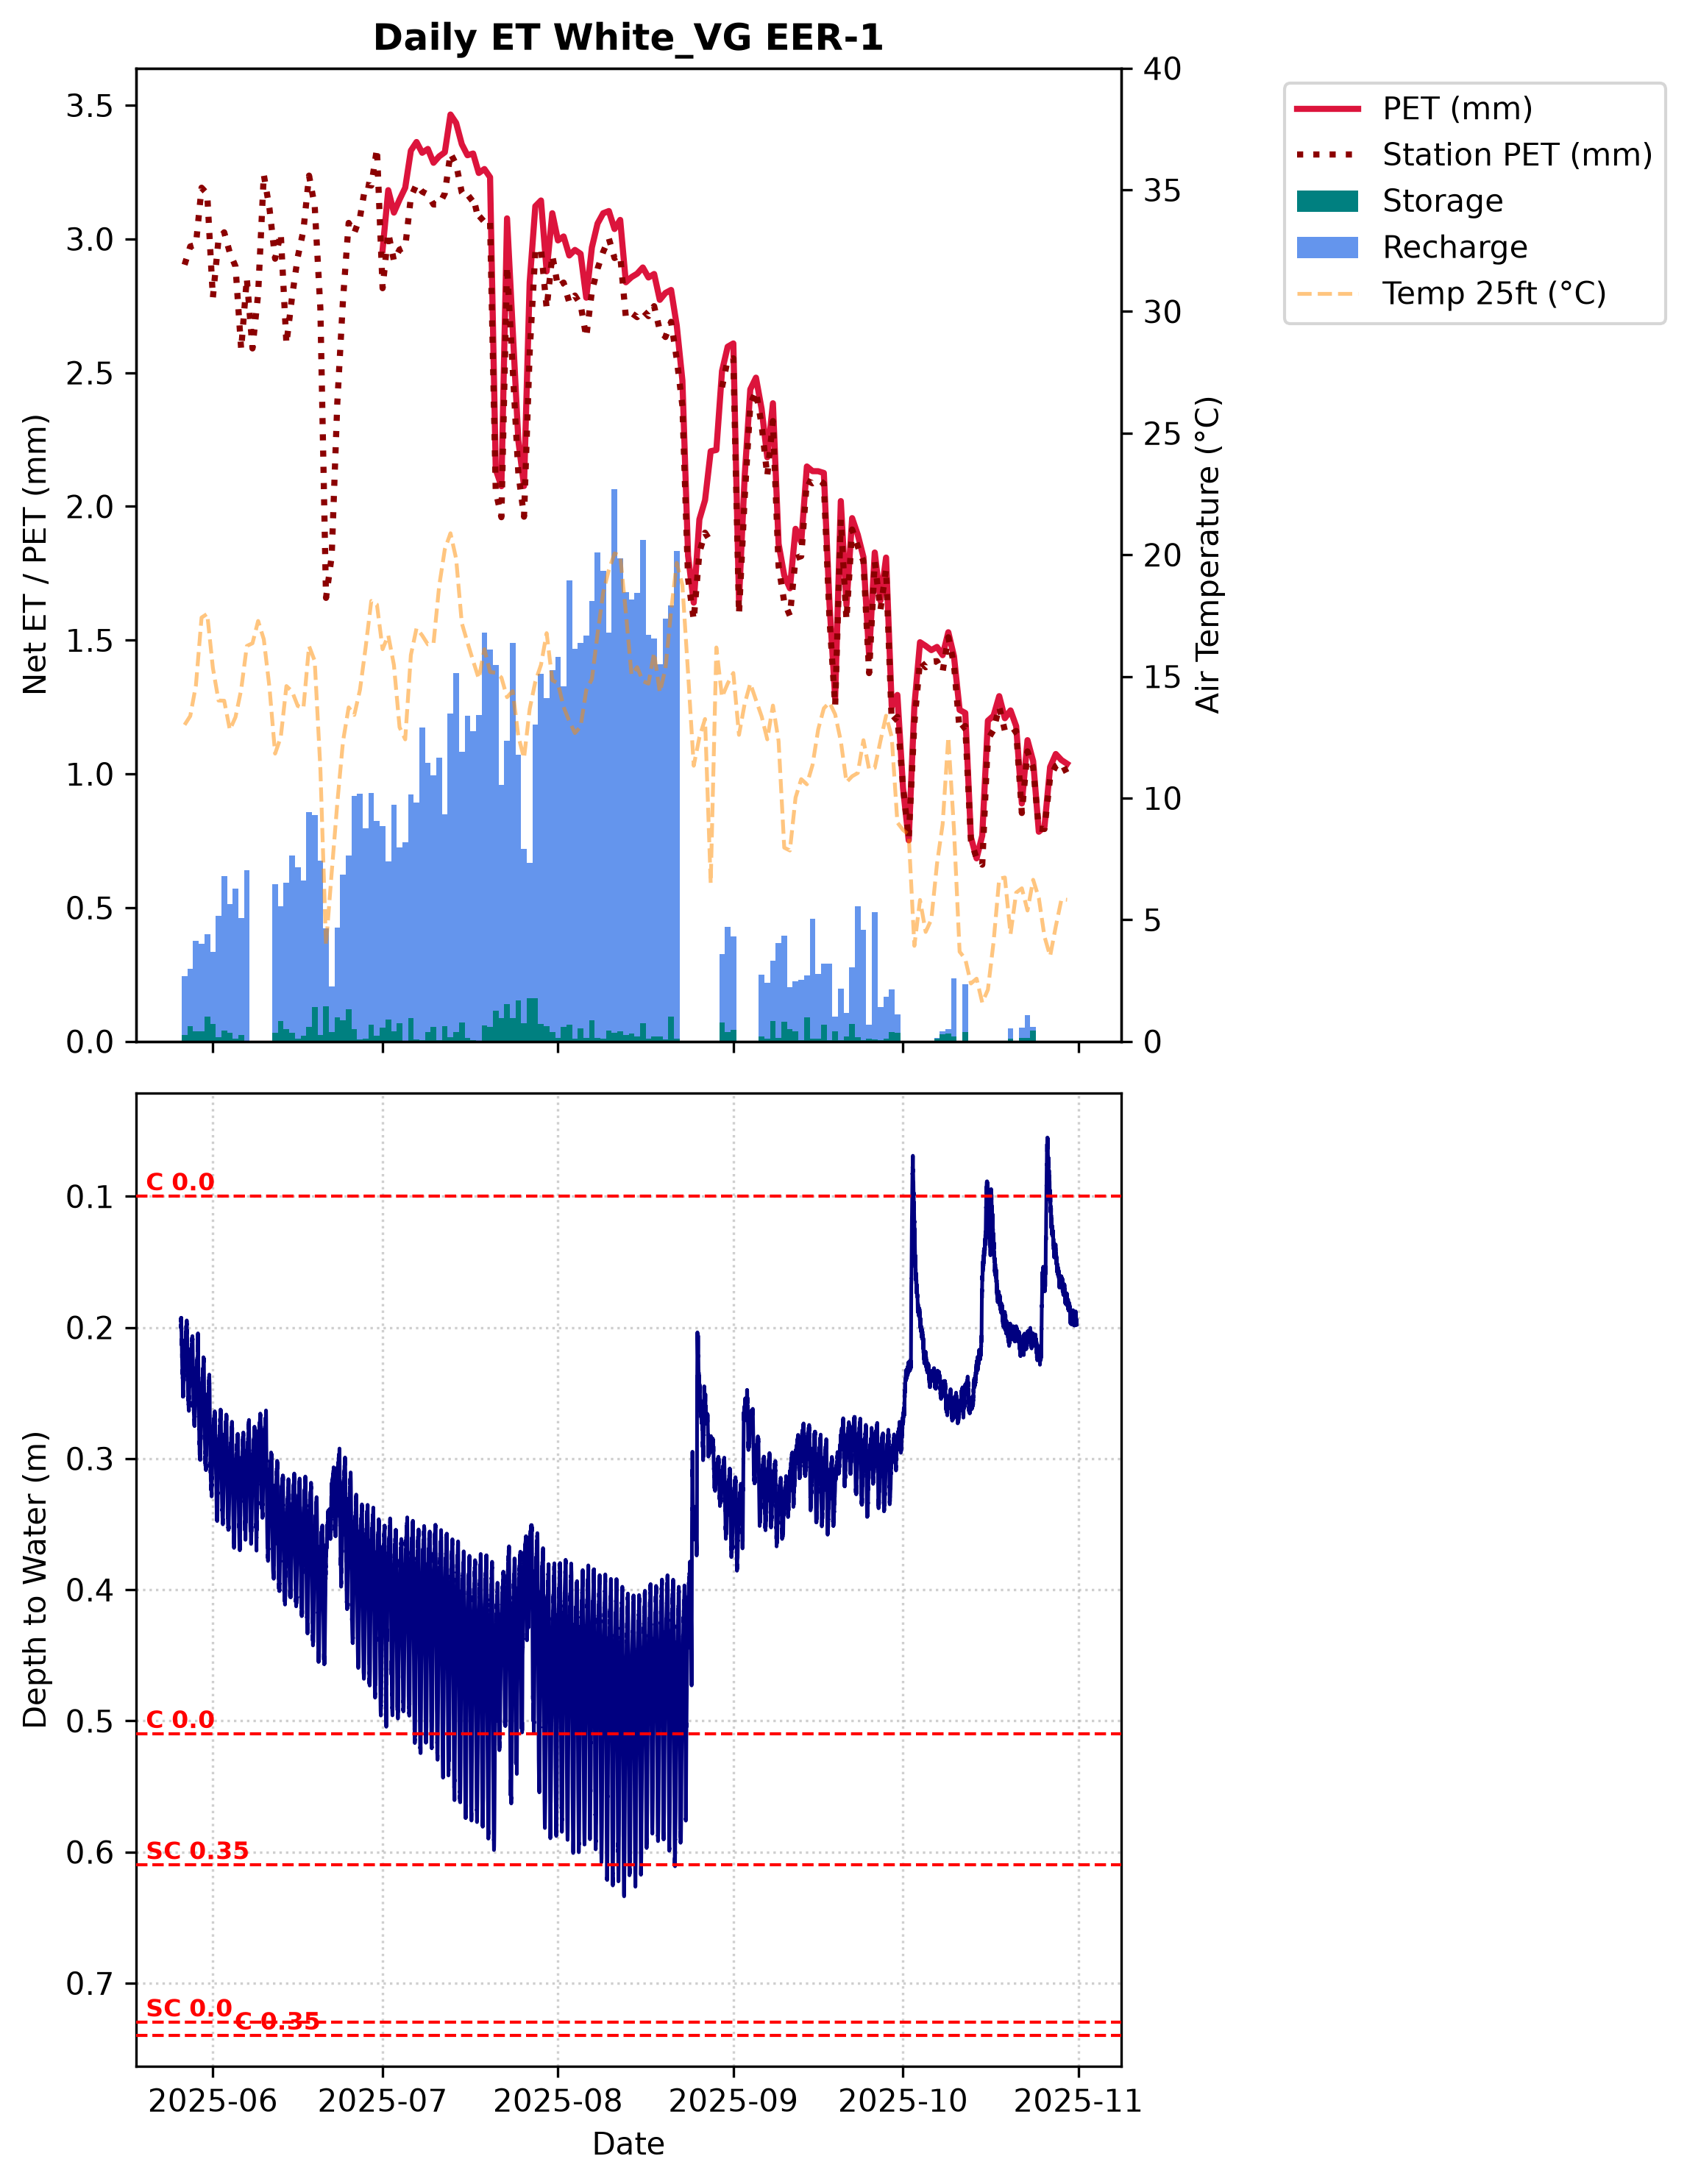 Daily ET White_VG EER-1
Net ET / PET (mm)
3.5
3.0
2.5
2.0
1.5
1.0
0.5
0.0
40
35
30
25
20
15
10
5
0
Air Temperature (°C)
PET (mm)
Station PET (mm)
Storage
Recharge
Temp 25ft (°C)
Depth to Water (m)
0.1
0.2
0.3
0.4
0.5
0.6
0.7
C 0.0
C 0.0
SC 0.35
SC 0.0
C 0.35
2025-06 2025-07 2025-08 2025-09 2025-10 2025-11
Date